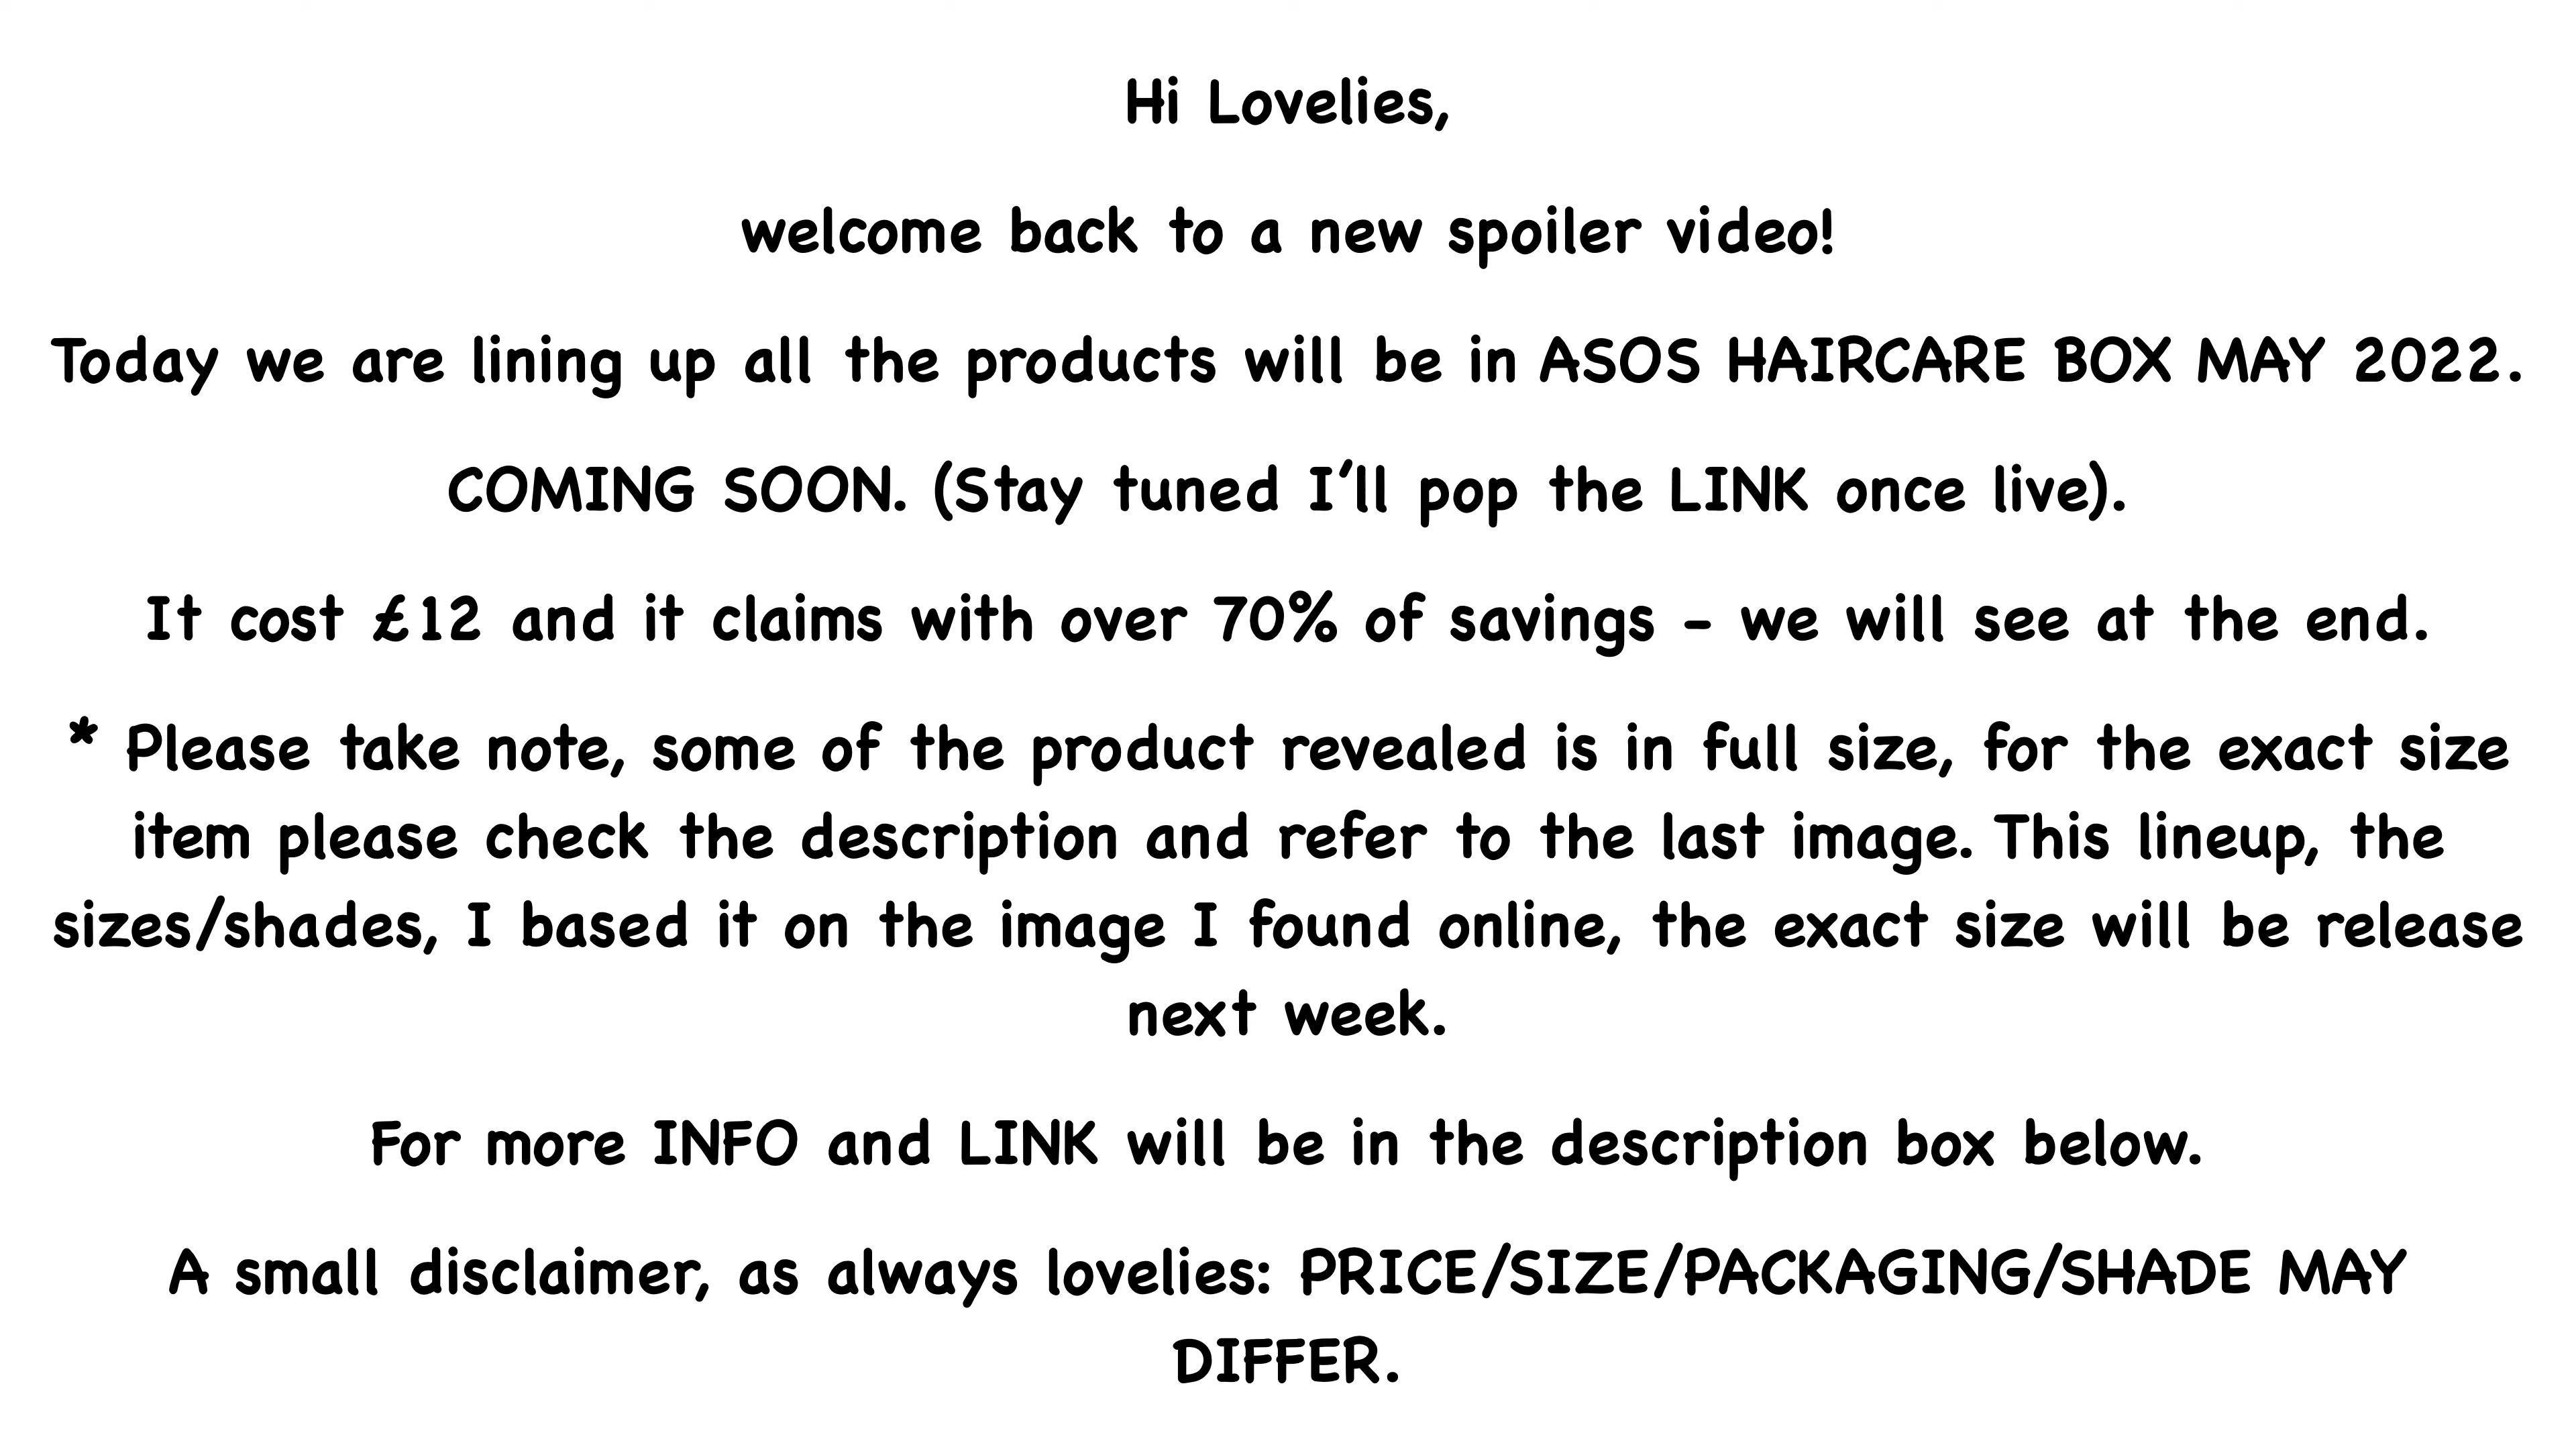 Hi Lovelies,
welcome back to a new spoiler video!
Today we are lining up all the products will be in ASOS HAIRCARE BOX MAY 2022.
COMING SOON. (Stay tuned I’ll pop the LINK once live).
It cost £12 and it claims with over 70% of savings - we will see at the end.
* Please take note, some of the product revealed is in full size, for the exact size
item please check the description and refer to the last image. This lineup, the
sizes/shades, I based it on the image I found online, the exact size will be release
next week.
For more INFO and LINK will be in the description box below.
A small disclaimer, as always lovelies: PRICE/SIZE/PACKAGING/SHADE MAY
DIFFER.